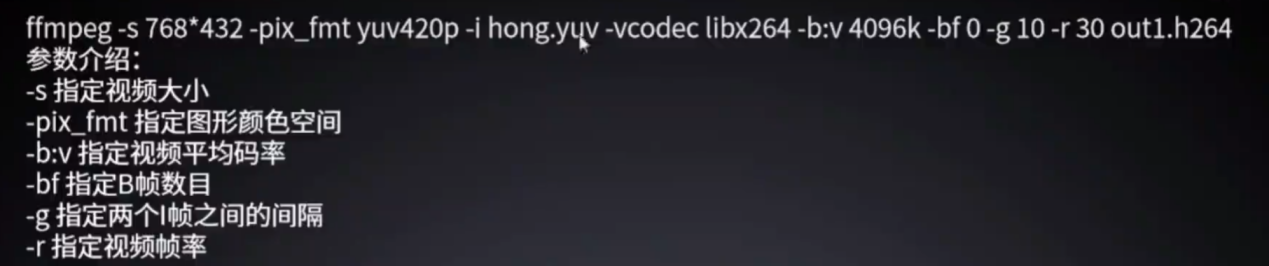 ffmpeg -s 768*432 -pix_fmt yuv420p -i hong.yuv -vcodec libx264 -b:v 4096k -bf 0 -g 10 -r 30 out1.h264
参数介绍：
-s 指定视频大小
-pix_fmt 指定图形颜色空间
-b:v 指定视频平均码率
-bf 指定B帧数目
-g 指定两个I帧之间的间隔
-r 指定视频帧率